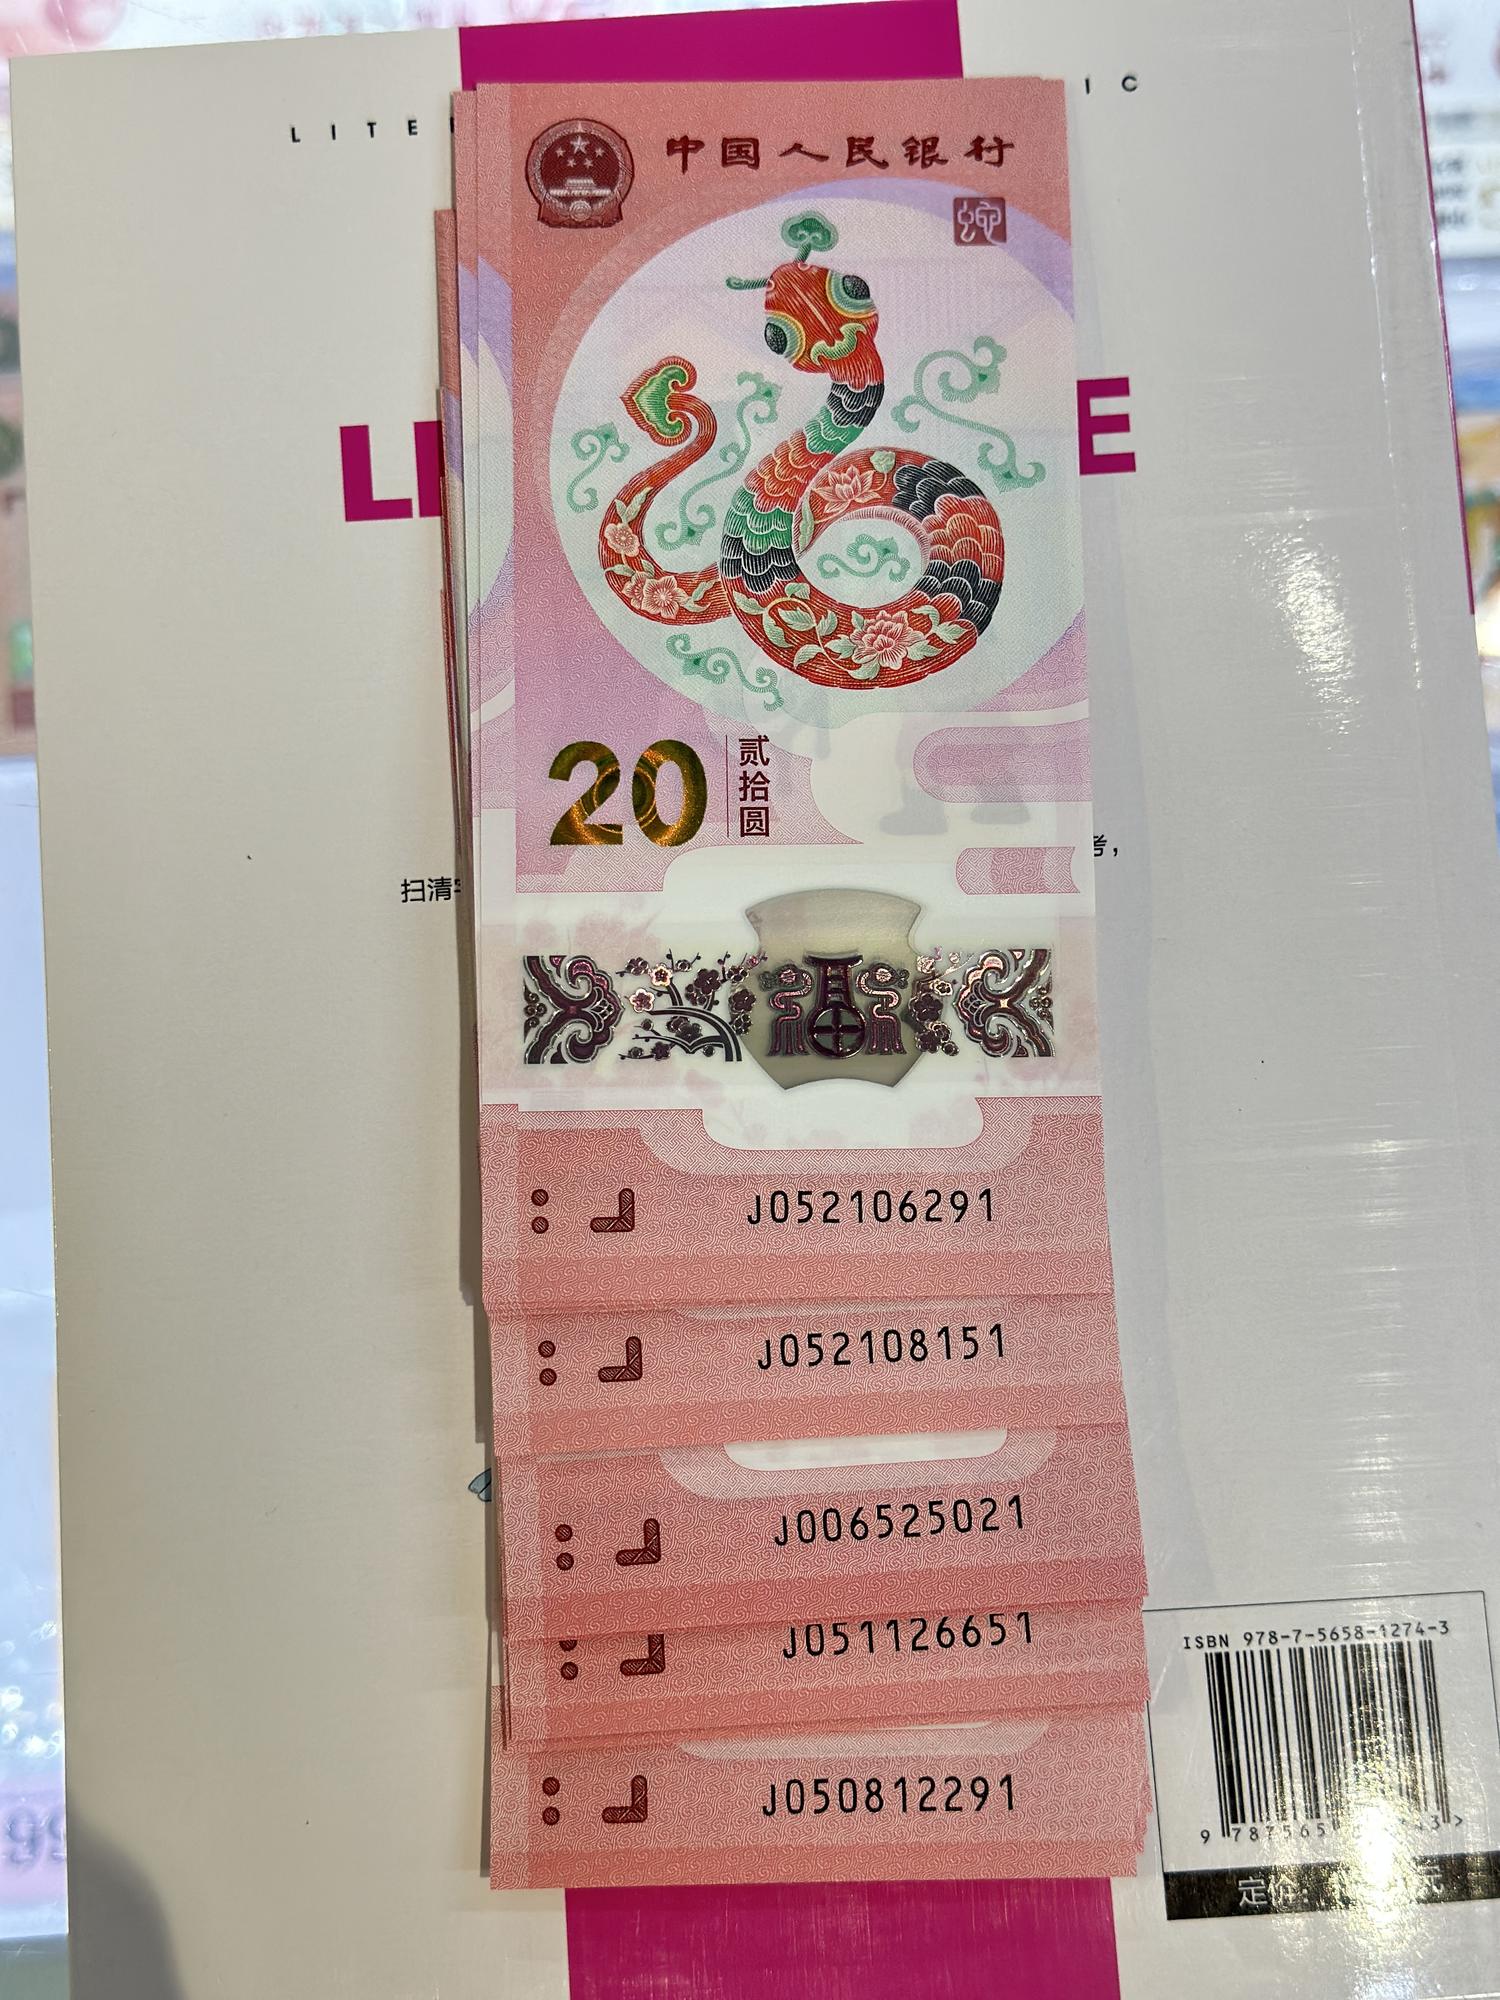 中国人民银行
20
贰拾圆
J052106291
J052108151
J006525021
J051126651
J050812291
LITE
IC
LI
E
扫清
考，
ISBN 978-7-5658-1274-3
定价：
元